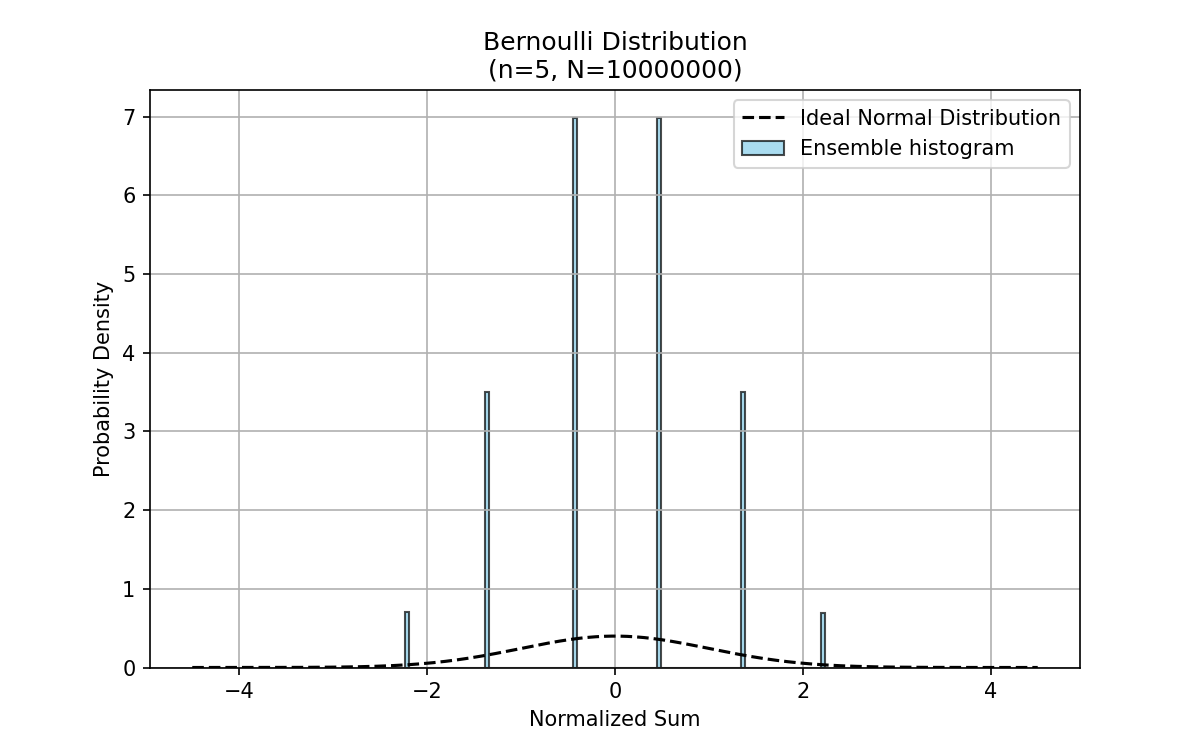 Bernoulli Distribution
(n=5, N=10000000)
Ideal Normal Distribution
Ensemble histogram
Probability Density
7
6
5
4
3
2
1
0
−4
−2
0
2
4
Normalized Sum